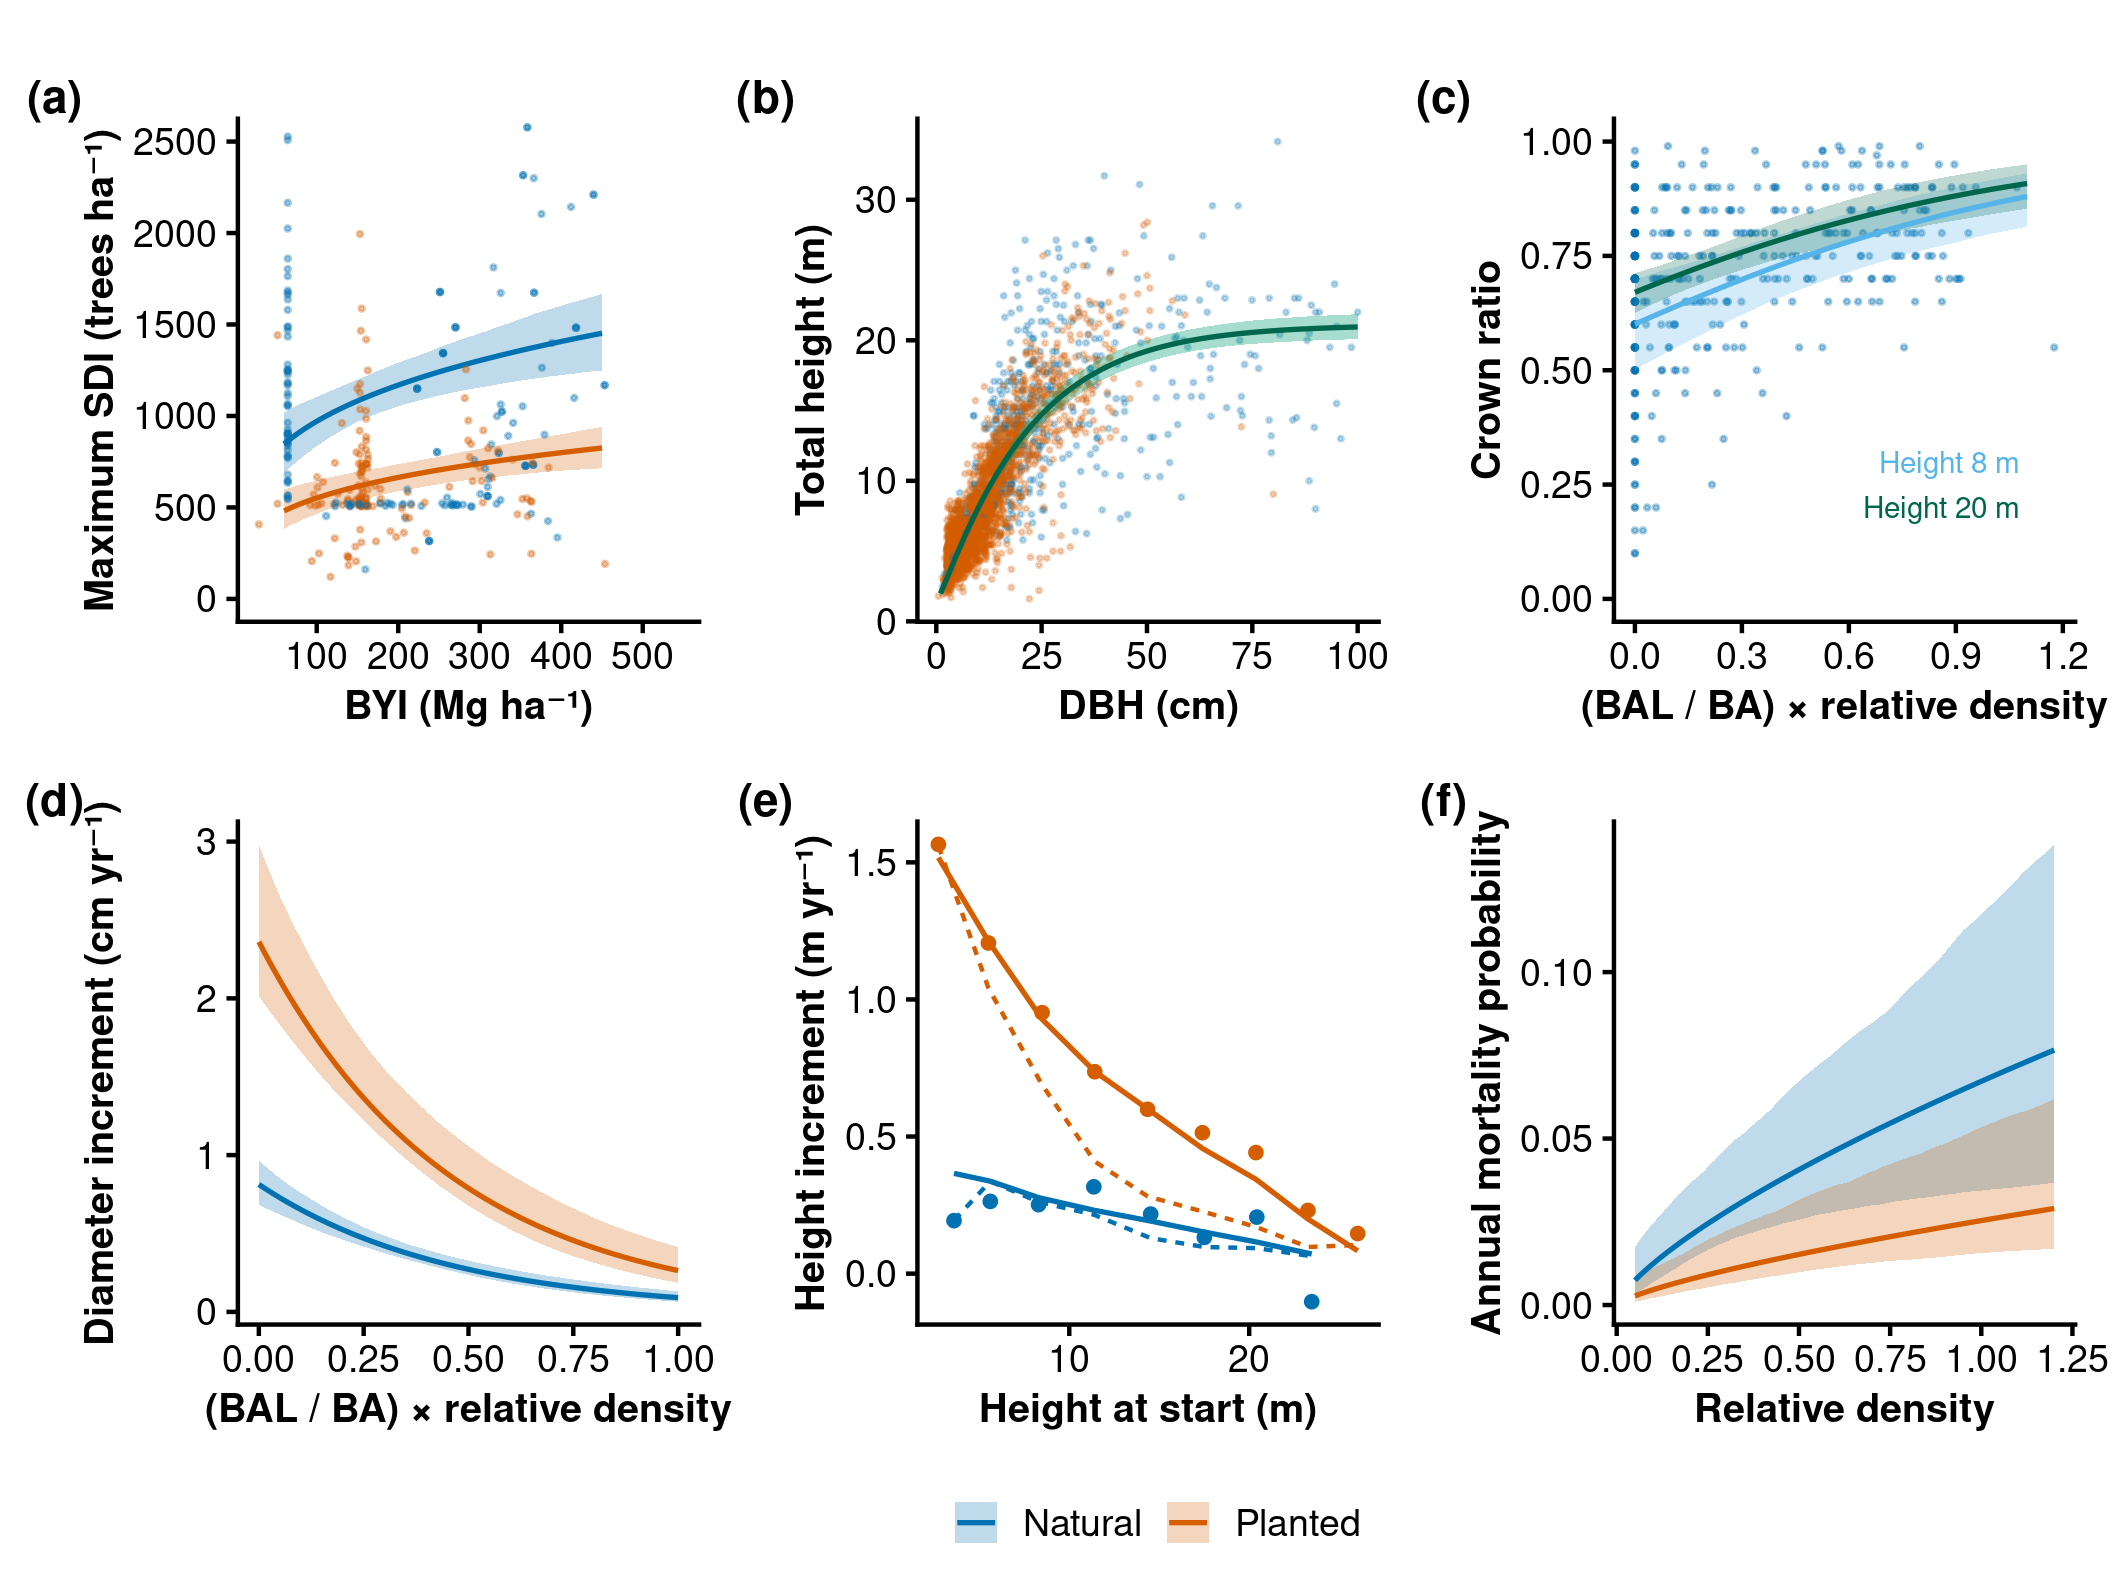 (a)
Maximum SDI (trees ha⁻¹)
2500
2000
1500
1000
500
0
100 200 300 400 500
BYI (Mg ha⁻¹)
(b)
Total height (m)
30
20
10
0
0 25 50 75 100
DBH (cm)
(c)
Crown ratio
1.00
0.75
0.50
0.25
0.00
Height 8 m
Height 20 m
0.0 0.3 0.6 0.9 1.2
(BAL / BA) × relative density
(d)
Diameter increment (cm yr⁻¹)
3
2
1
0
0.00 0.25 0.50 0.75 1.00
(BAL / BA) × relative density
(e)
Height increment (m yr⁻¹)
1.5
1.0
0.5
0.0
10 20
Height at start (m)
(f)
Annual mortality probability
0.10
0.05
0.00
0.00 0.25 0.50 0.75 1.00 1.25
Relative density
Natural Planted